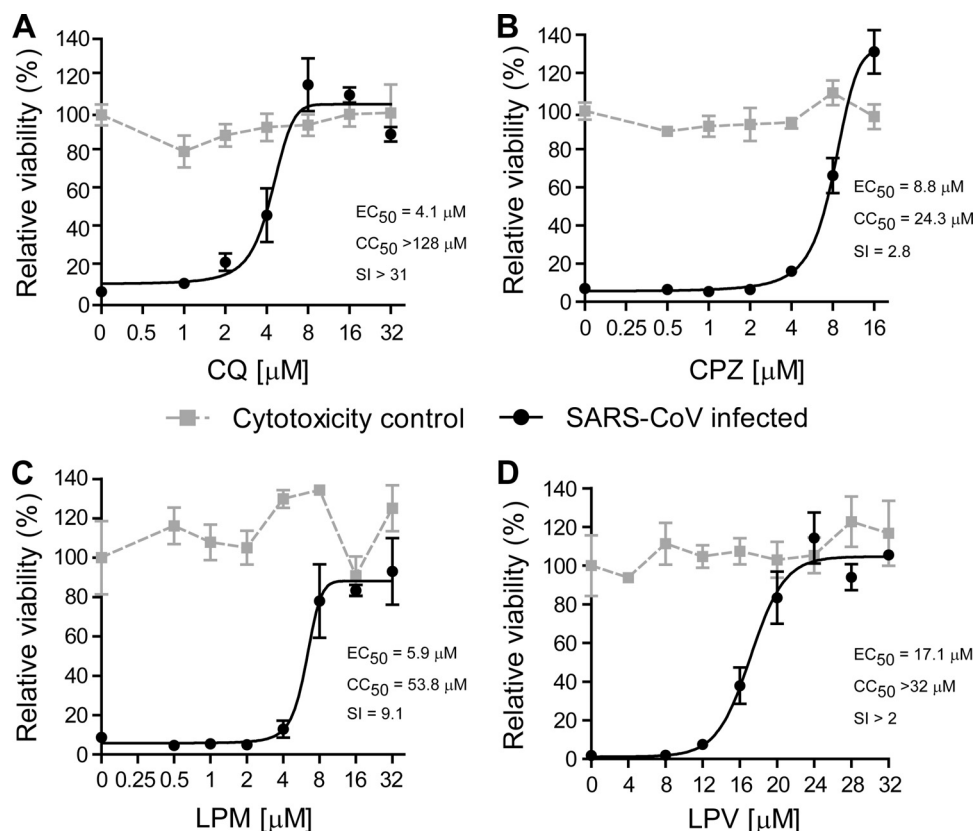 A
Relative viability (%)
140
120
100
80
60
40
20
0
EC50 = 4.1 μM
CC50 >128 μM
SI > 31
0 0.5 1 2 4 8 16 32
CQ [μM]
B
Relative viability (%)
140
120
100
80
60
40
20
0
EC50 = 8.8 μM
CC50 = 24.3 μM
SI = 2.8
0 0.25 0.5 1 2 4 8 16
CPZ [μM]
Cytotoxicity control SARS-CoV infected
C
Relative viability (%)
140
120
100
80
60
40
20
0
EC50 = 5.9 μM
CC50 = 53.8 μM
SI = 9.1
0 0.25 0.5 1 2 4 8 16 32
LPM [μM]
D
Relative viability (%)
140
120
100
80
60
40
20
0
EC50 = 17.1 μM
CC50 >32 μM
SI > 2
0 4 8 12 16 20 24 28 32
LPV [μM]